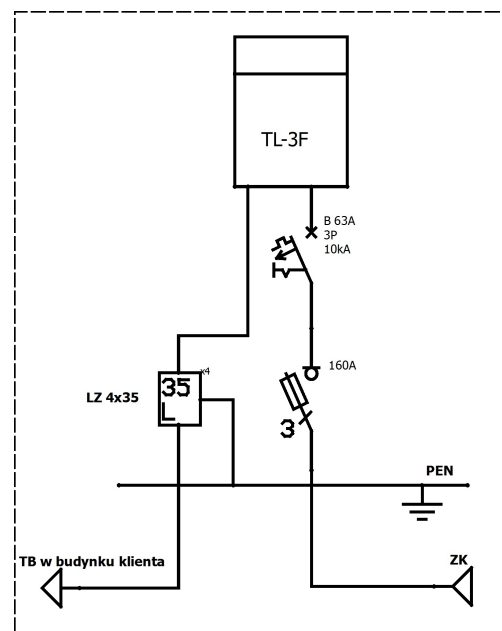 TL-3F
B 63A
3P
10kA
x4
35
L
LZ 4x35
160A
3
PEN
TB w budynku klienta
ZK